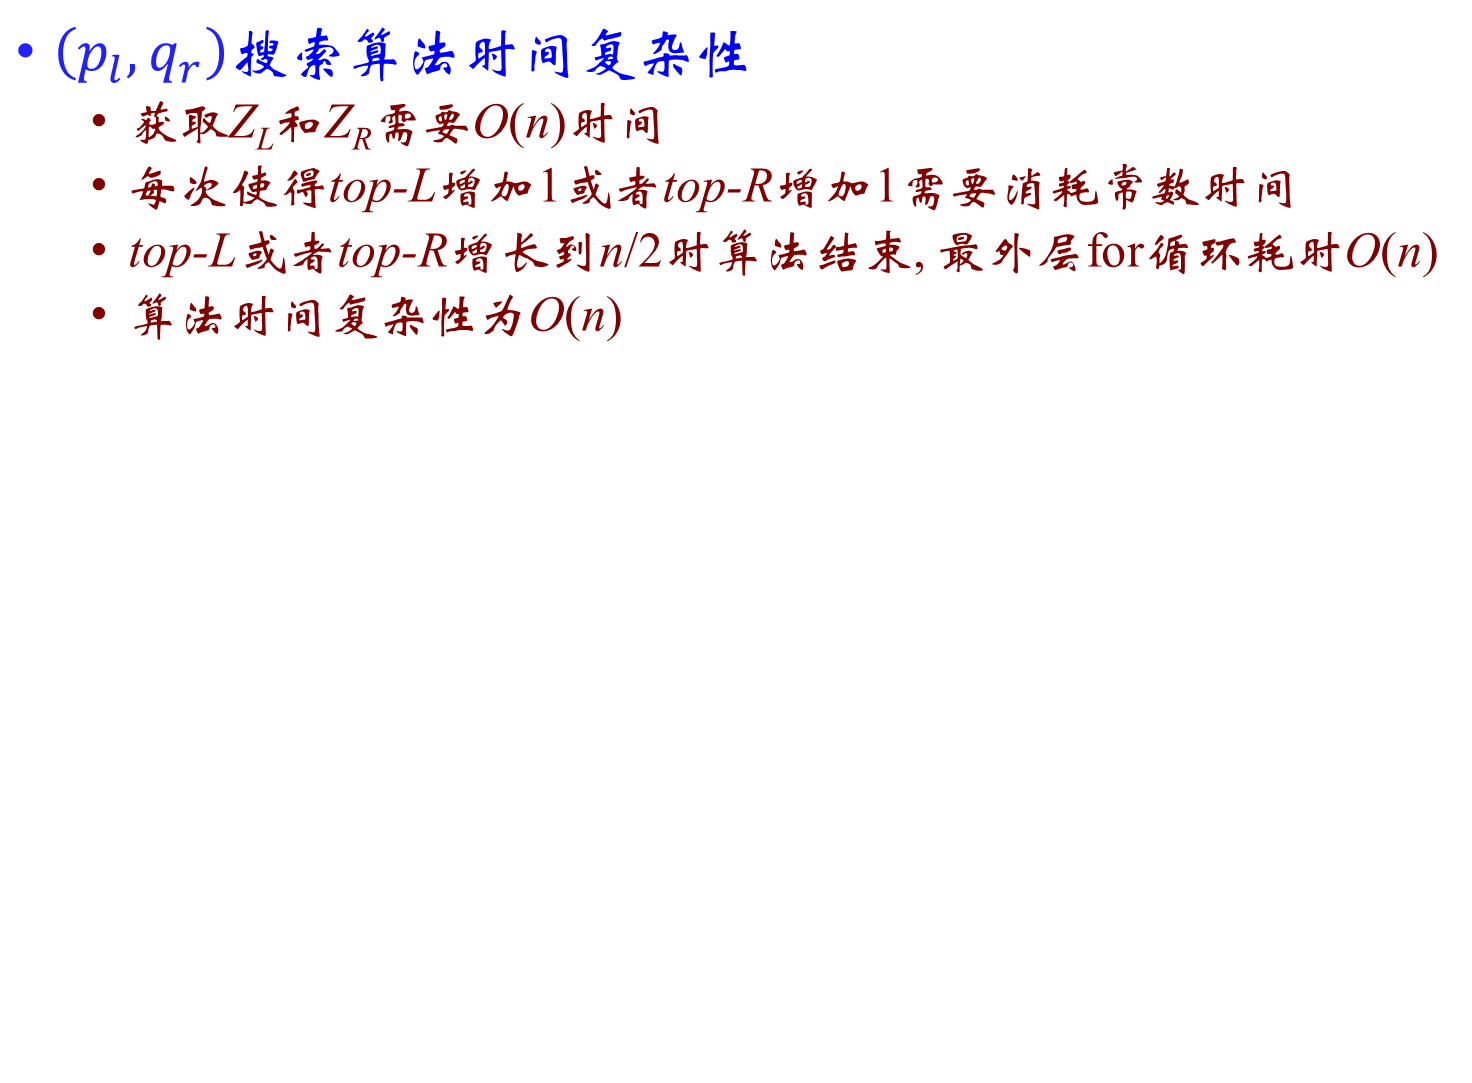 • (pₗ, qᵣ)搜索算法时间复杂性
• 获取Z_L和Z_R需要O(n)时间
• 每次使得top-L增加1或者top-R增加1需要消耗常数时间
• top-L或者top-R增长到n/2时算法结束, 最外层for循环耗时O(n)
• 算法时间复杂性为O(n)